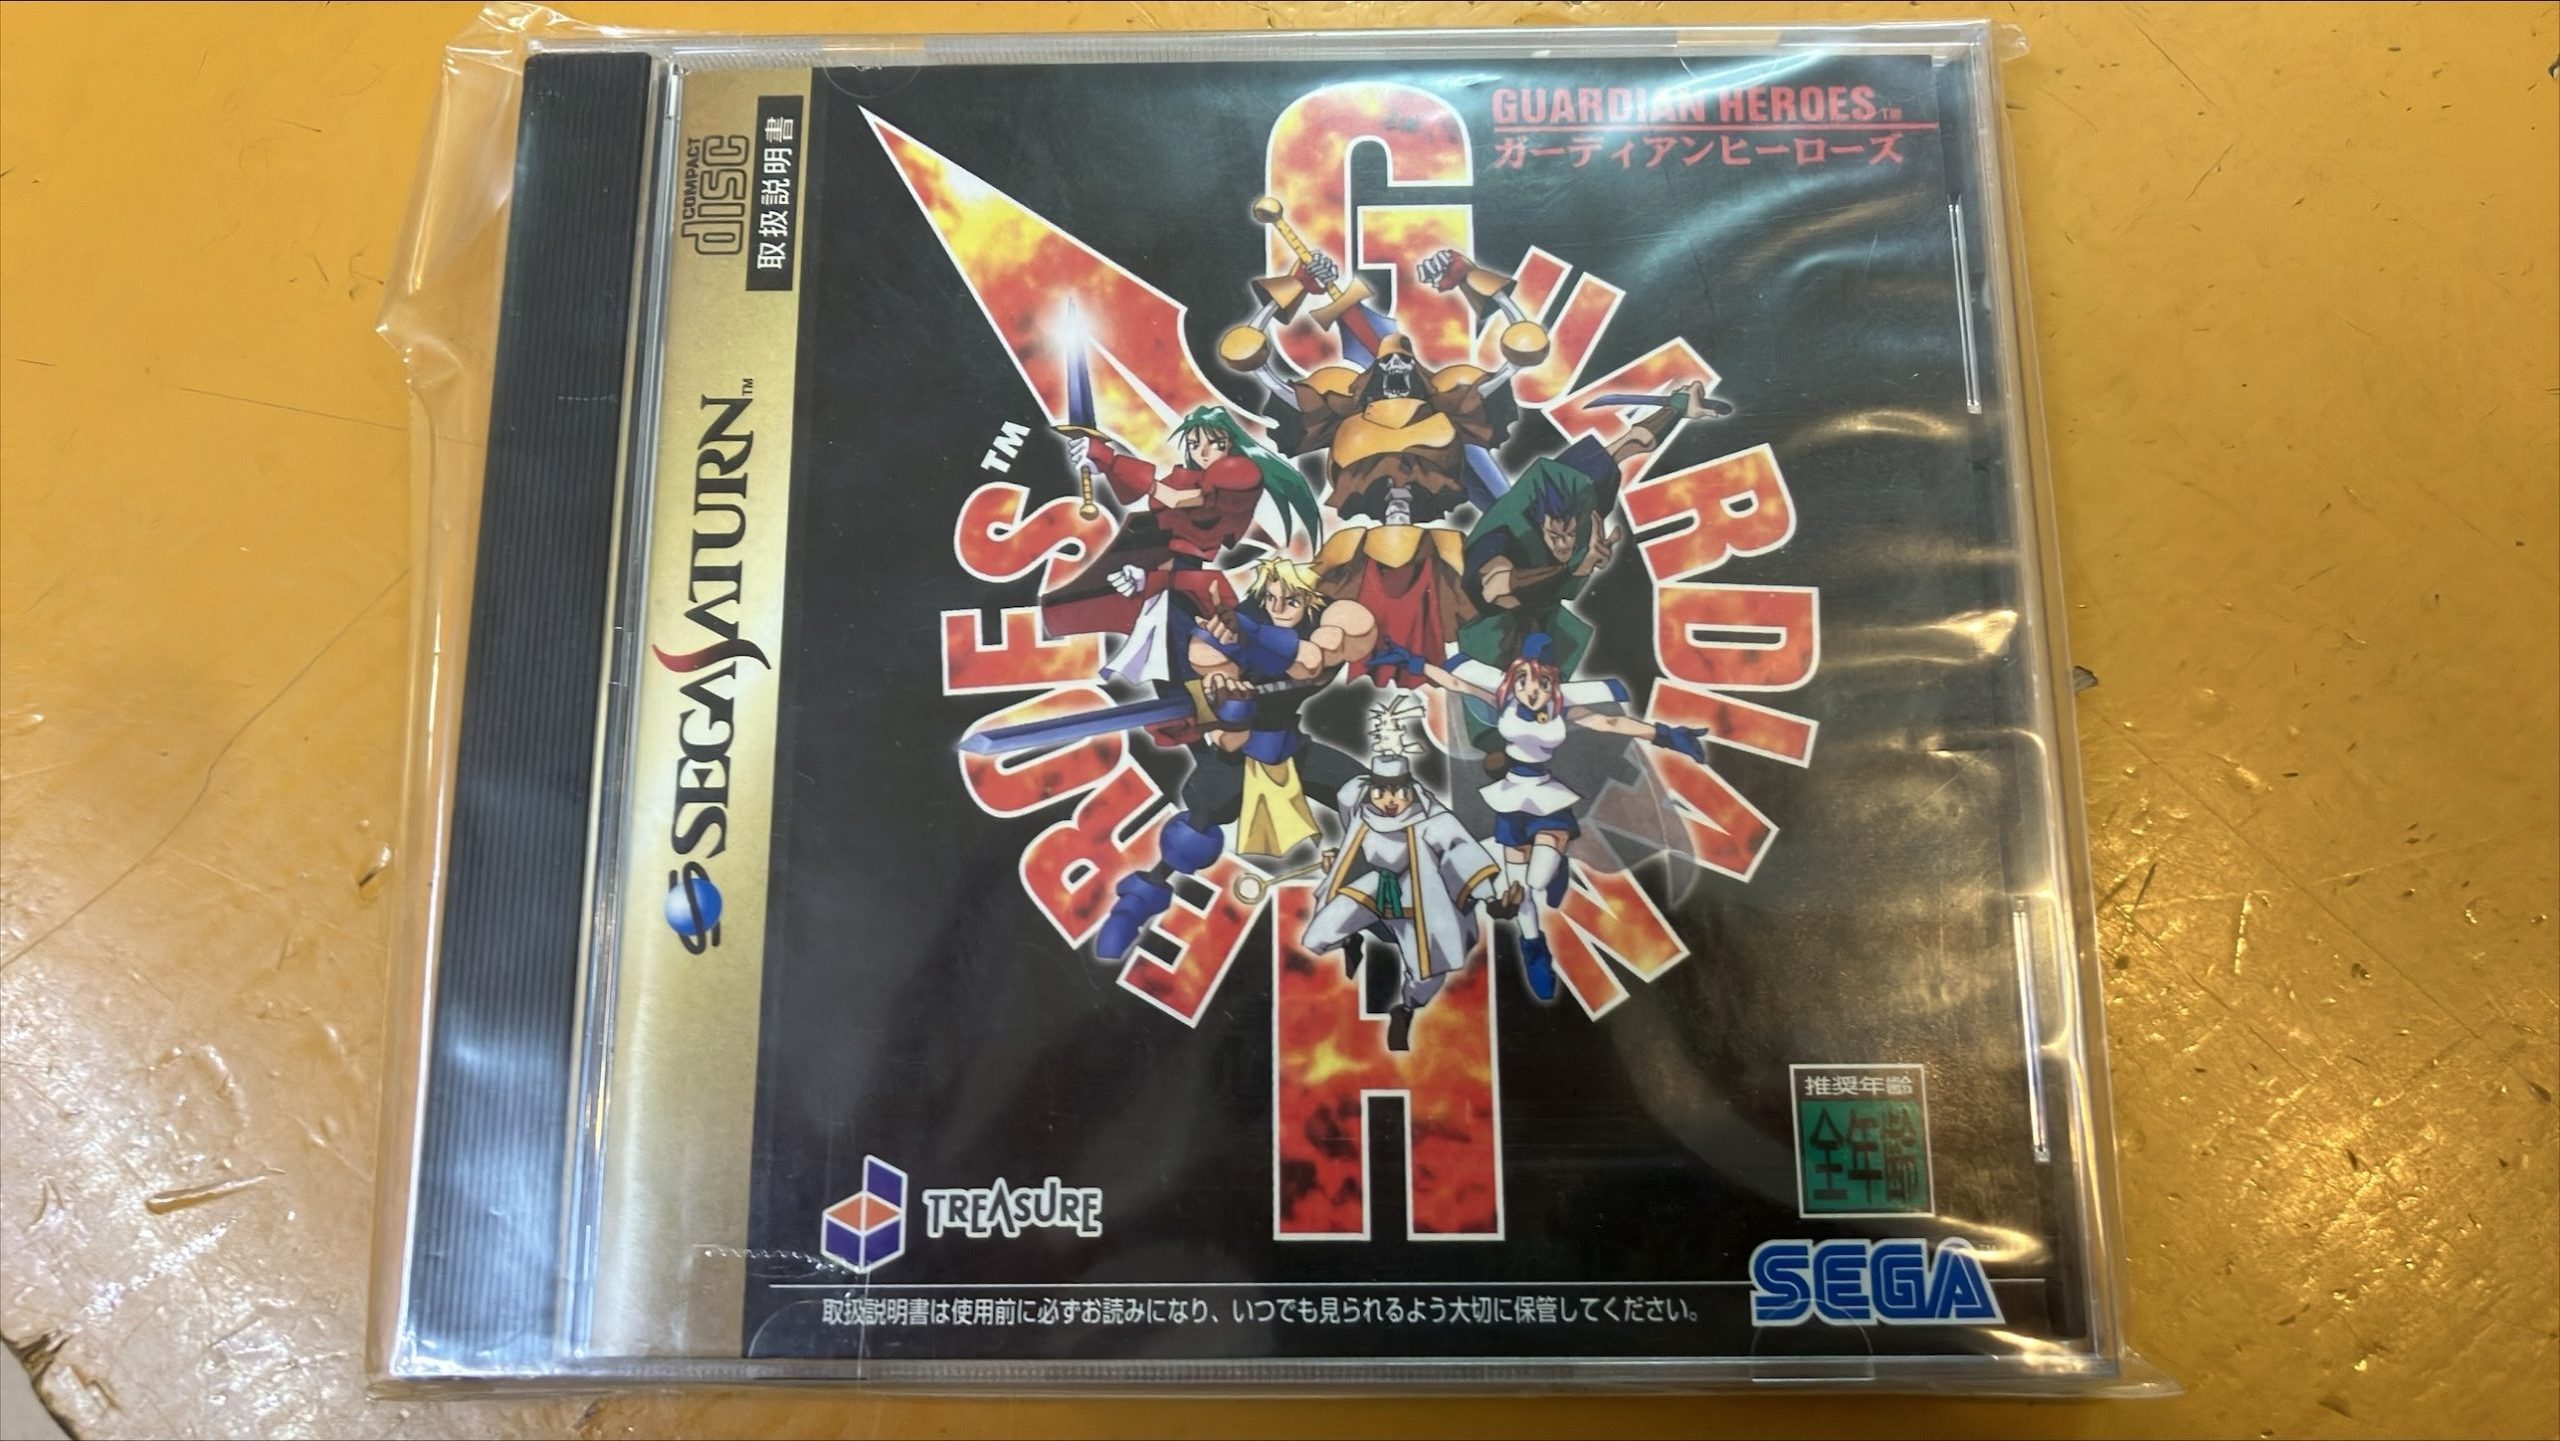 COMPACT
disc
取扱説明書
SEGA SATURN™
GUARDIAN HEROES™
ガーディアンヒーローズ
GUARDIAN
HEROES™
TREASURE
推奨年齢
全年齢
SEGA™
取扱説明書は使用前に必ずお読みになり、いつでも見られるよう大切に保管してください。